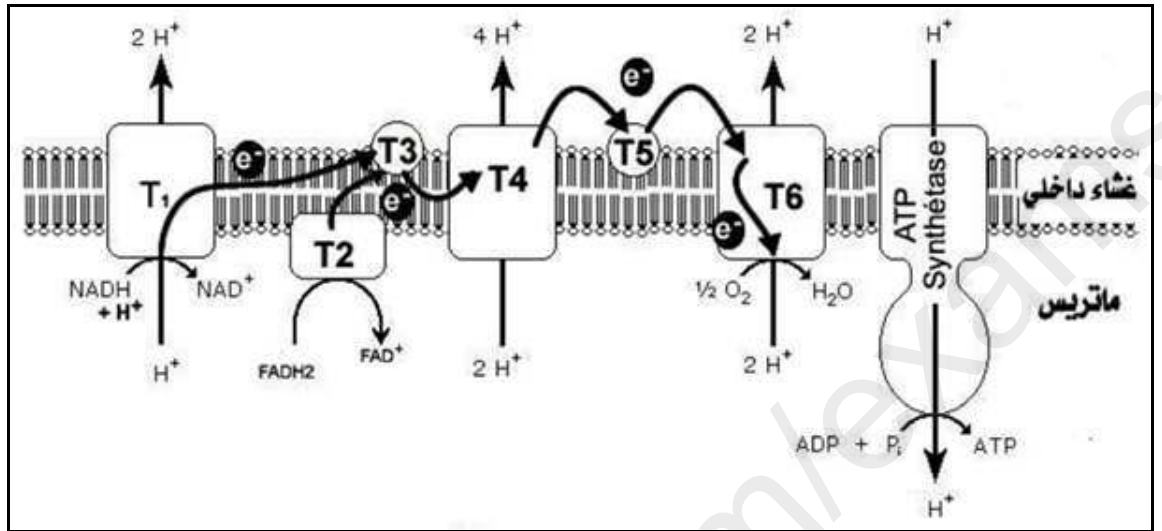 2 H⁺
4 H⁺
2 H⁺
H⁺
e⁻
e⁻
T3
T5
T₁
T4
e⁻
T6
غشاء داخلي
T2
e⁻
ATP
Synthétase
NADH
+ H⁺
NAD⁺
½ O₂
H₂O
ماتريس
H⁺
FADH2
FAD⁺
2 H⁺
2 H⁺
ADP + Pᵢ
ATP
H⁺
m/exams